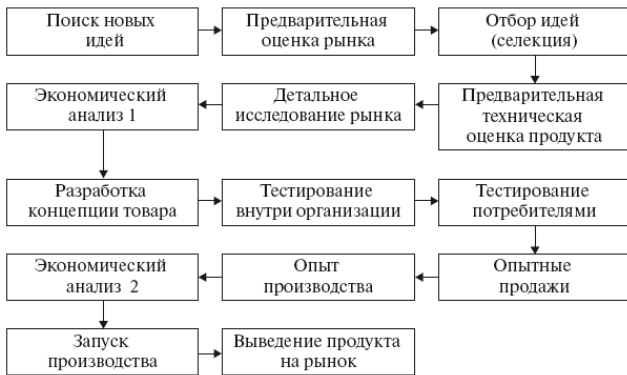 Поиск новых
идей
Предварительная
оценка рынка
Отбор идей
(селекция)
Экономический
анализ 1
Детальное
исследование рынка
Предварительная
техническая
оценка продукта
Разработка
концепции товара
Тестирование
внутри организации
Тестирование
потребителями
Экономический
анализ 2
Опыт
производства
Опытные
продажи
Запуск
производства
Выведение продукта
на рынок